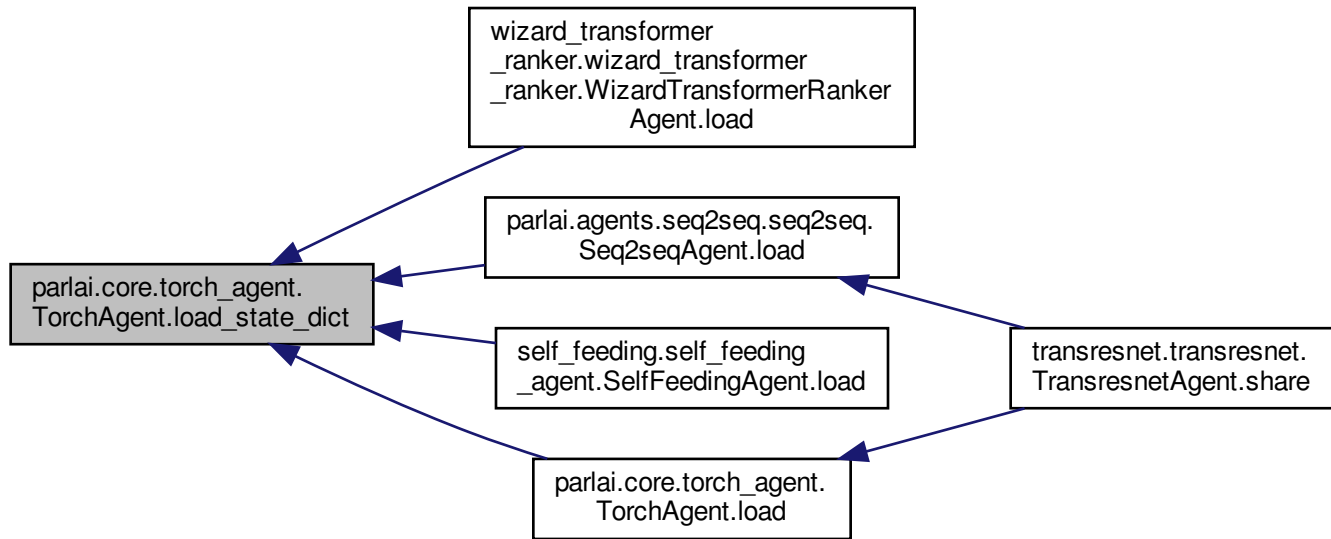 wizard_transformer
_ranker.wizard_transformer
_ranker.WizardTransformerRanker
Agent.load
parlai.agents.seq2seq.seq2seq.
Seq2seqAgent.load
parlai.core.torch_agent.
TorchAgent.load_state_dict
self_feeding.self_feeding
_agent.SelfFeedingAgent.load
transresnet.transresnet.
TransresnetAgent.share
parlai.core.torch_agent.
TorchAgent.load